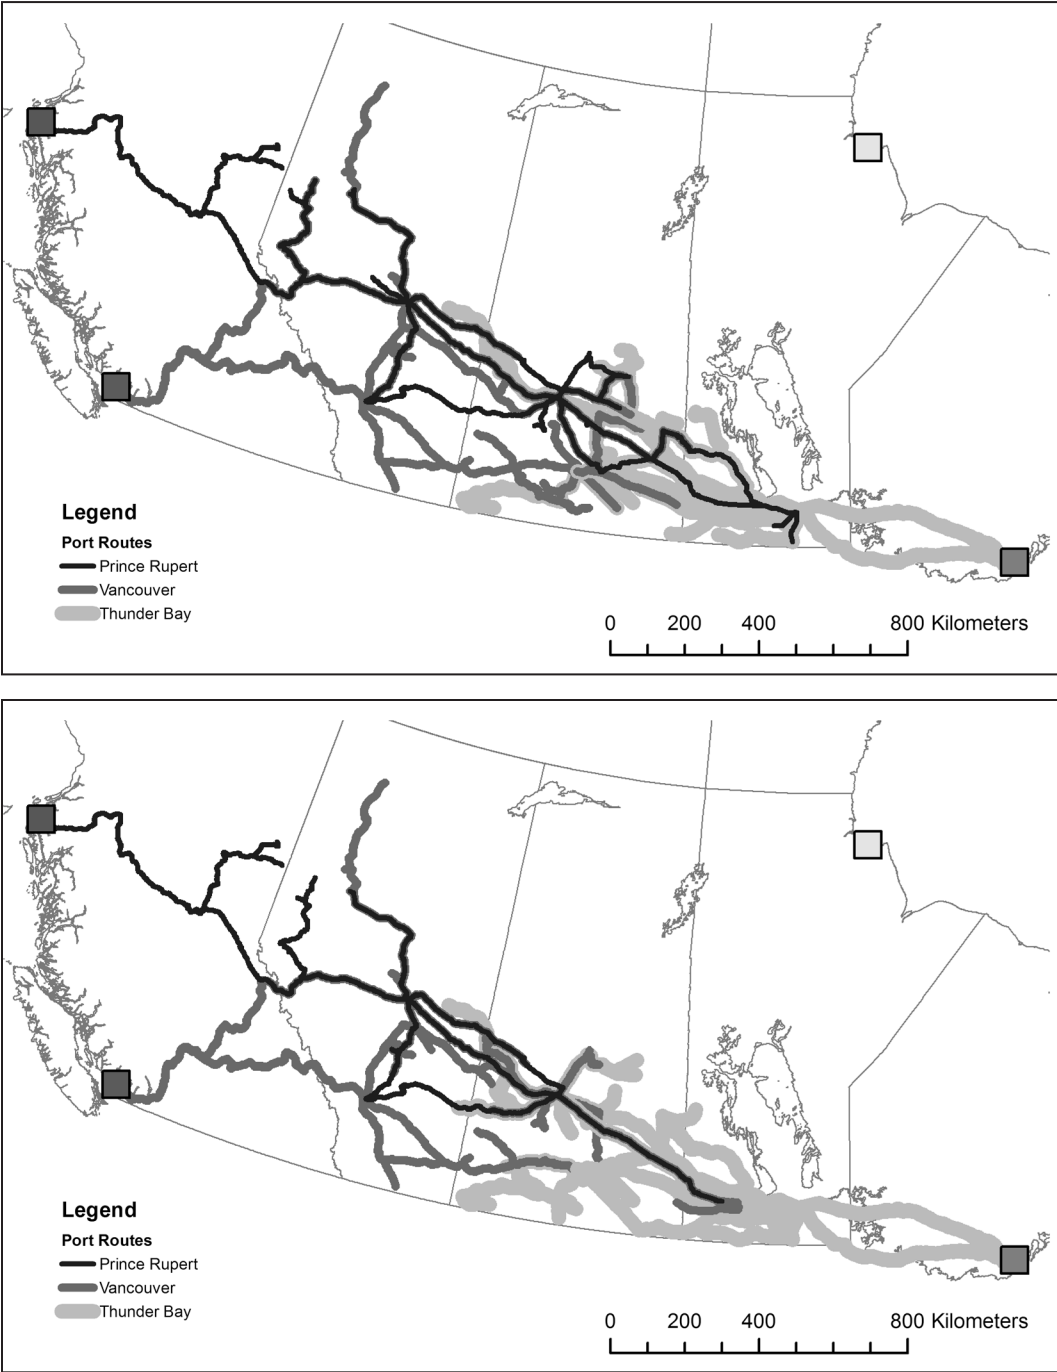 Legend
Port Routes
Prince Rupert
Vancouver
Thunder Bay
0 200 400 800 Kilometers
Legend
Port Routes
Prince Rupert
Vancouver
Thunder Bay
0 200 400 800 Kilometers